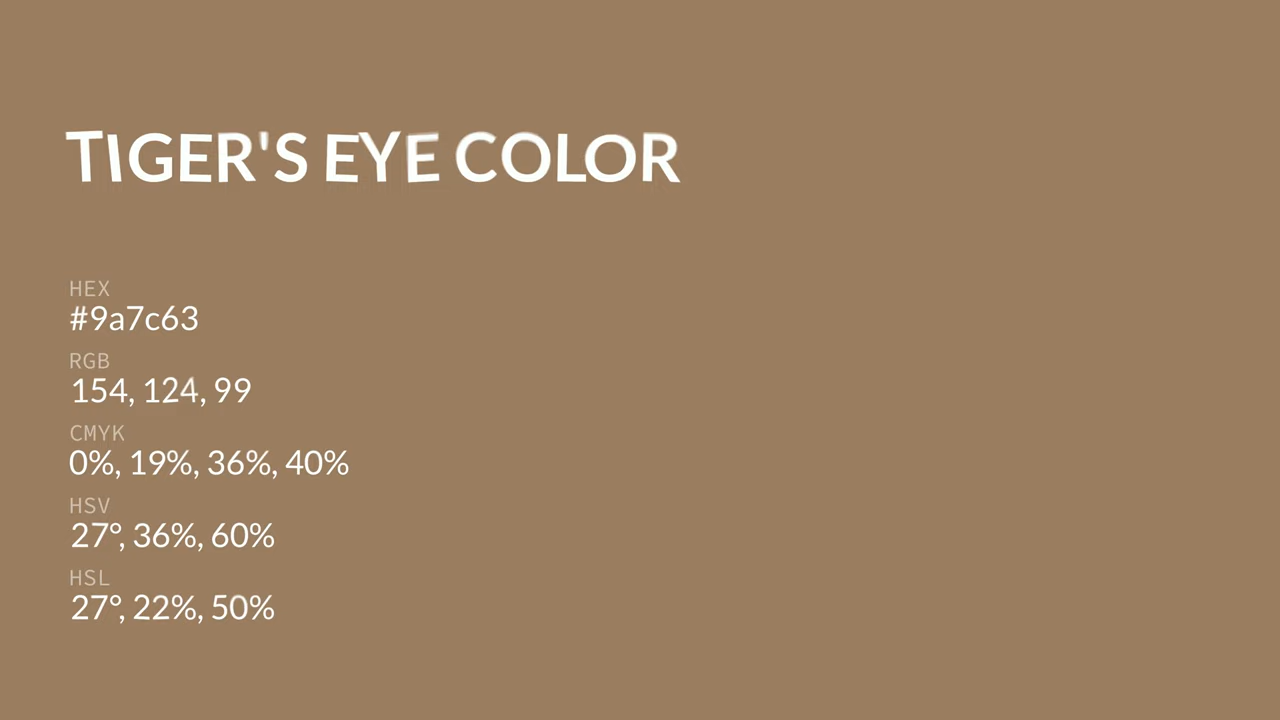 TIGER'S EYE COLOR
HEX
#9a7c63
RGB
154, 124, 99
CMYK
0%, 19%, 36%, 40%
HSV
27°, 36%, 60%
HSL
27°, 22%, 50%